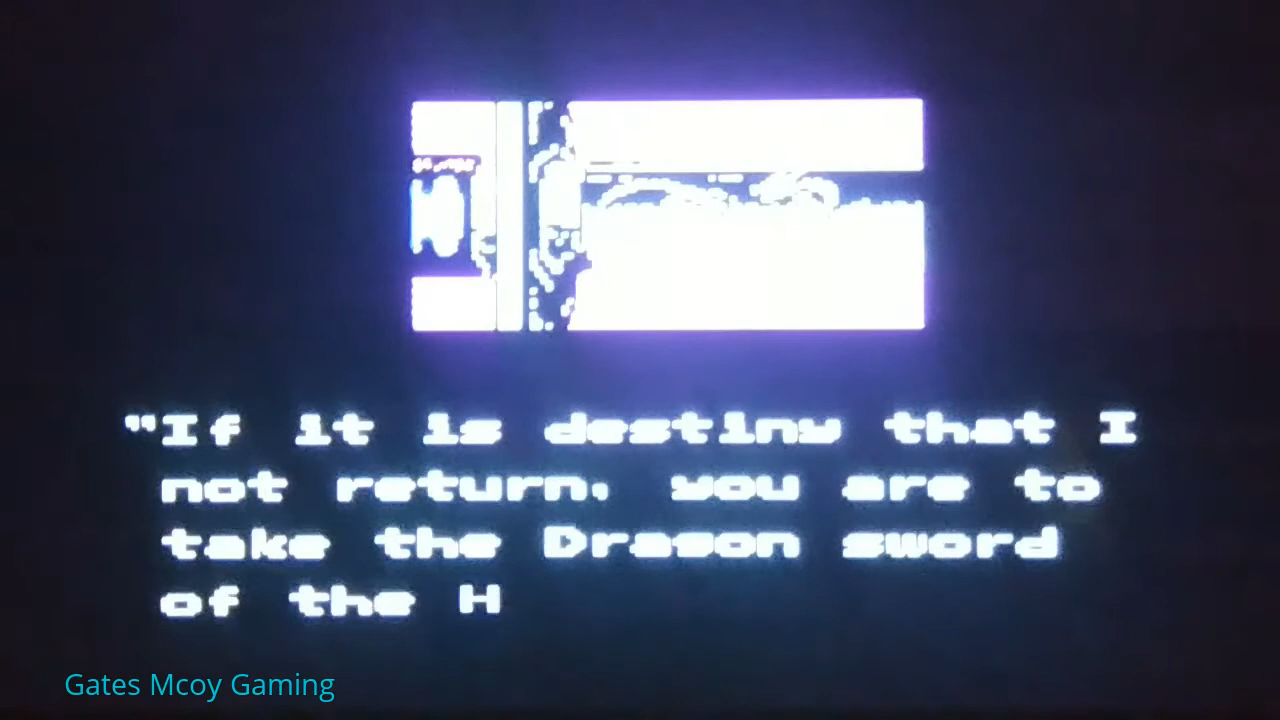 "If it is destiny that I
not return, you are to
take the Dragon sword
of the H
Gates Mcoy Gaming